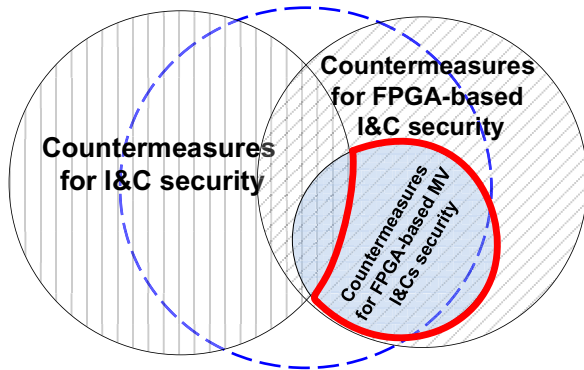 Countermeasures
for I&C security
Countermeasures
for FPGA-based
I&C security
Countermeasures
for FPGA-based MV
I&Cs security